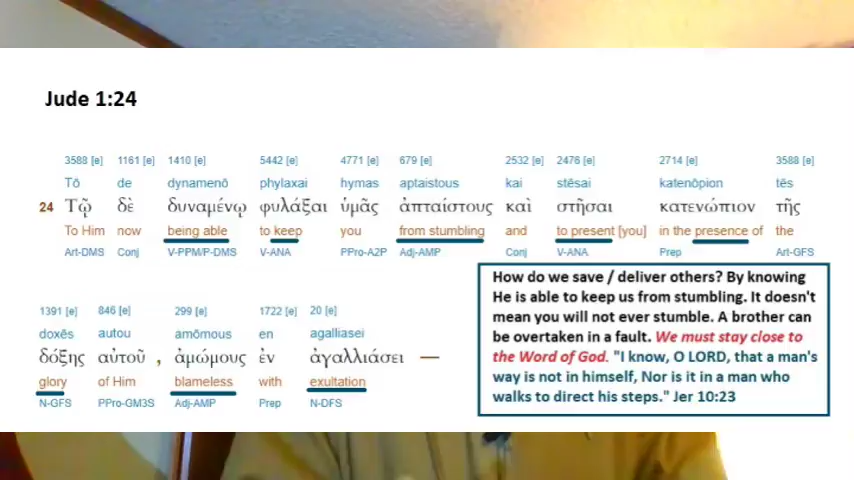 Jude 1:24
3588 [e] 1161 [e] 1410 [e] 5442 [e] 4771 [e] 679 [e] 2532 [e] 2476 [e] 2714 [e] 3588 [e]
Tō de dynamenō phylaxai hymas aptaistous kai stēsai katenōpion tēs
24 Τῷ δὲ δυναμένῳ φυλάξαι ὑμᾶς ἀπταίστους καὶ στῆσαι κατενώπιον τῆς
To Him now being able to keep you from stumbling and to present [you] in the presence of the
Art-DMS Conj V-PPM/P-DMS V-ANA PPro-A2P Adj-AMP Conj V-ANA Prep Art-GFS
1391 [e] 846 [e] 299 [e] 1722 [e] 20 [e]
doxēs autou amōmous en agalliasei
δόξης αὐτοῦ , ἀμώμους ἐν ἀγαλλιάσει —
glory of Him blameless with exultation
N-GFS PPro-GM3S Adj-AMP Prep N-DFS
How do we save / deliver others? By knowing
He is able to keep us from stumbling. It doesn't
mean you will not ever stumble. A brother can
be overtaken in a fault. We must stay close to
the Word of God. "I know, O LORD, that a man's
way is not in himself, Nor is it in a man who
walks to direct his steps." Jer 10:23